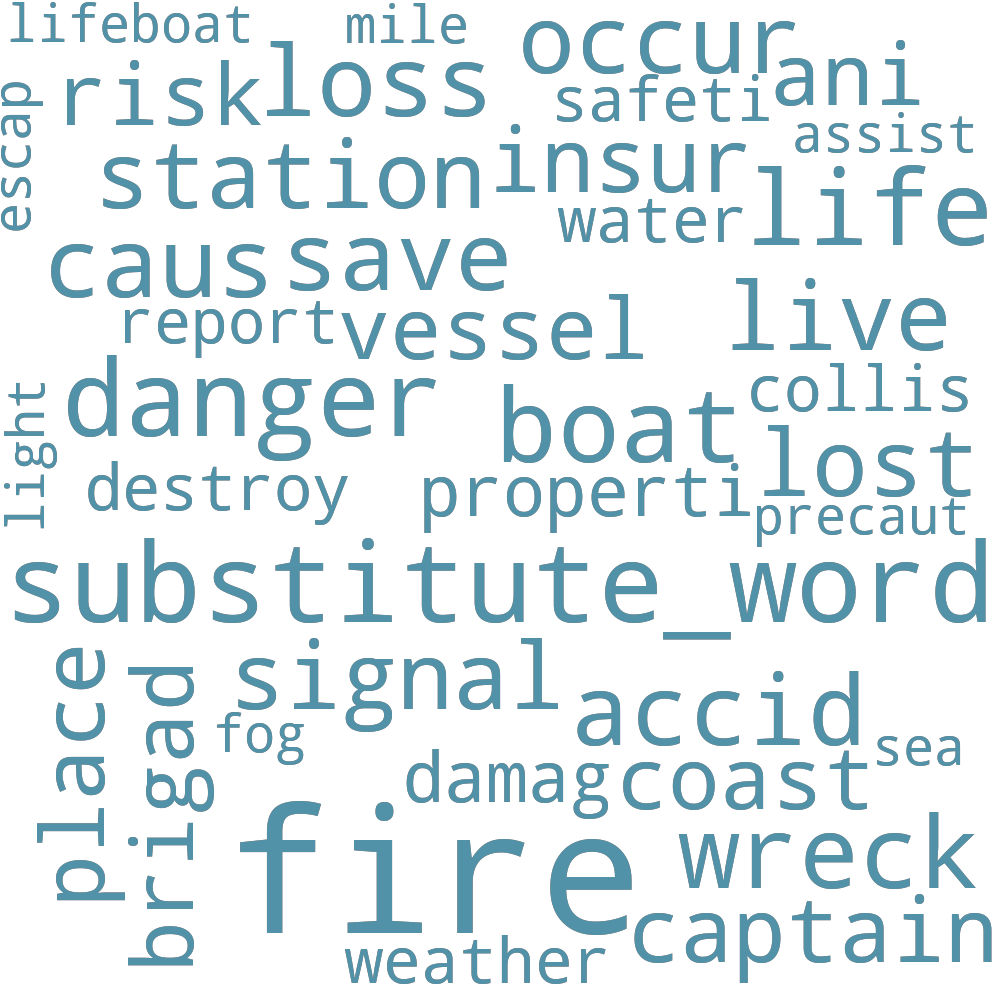 lifeboat
mile
occur
risk
loss
ani
safeti
escap
assist
station
insur
life
water
caus
save
report
vessel
live
danger
collis
boat
light
lost
destroy
properti
precaut
substitute_word
place
signal
brigad
accid
fog
sea
damag
coast
fire
wreck
captain
weather